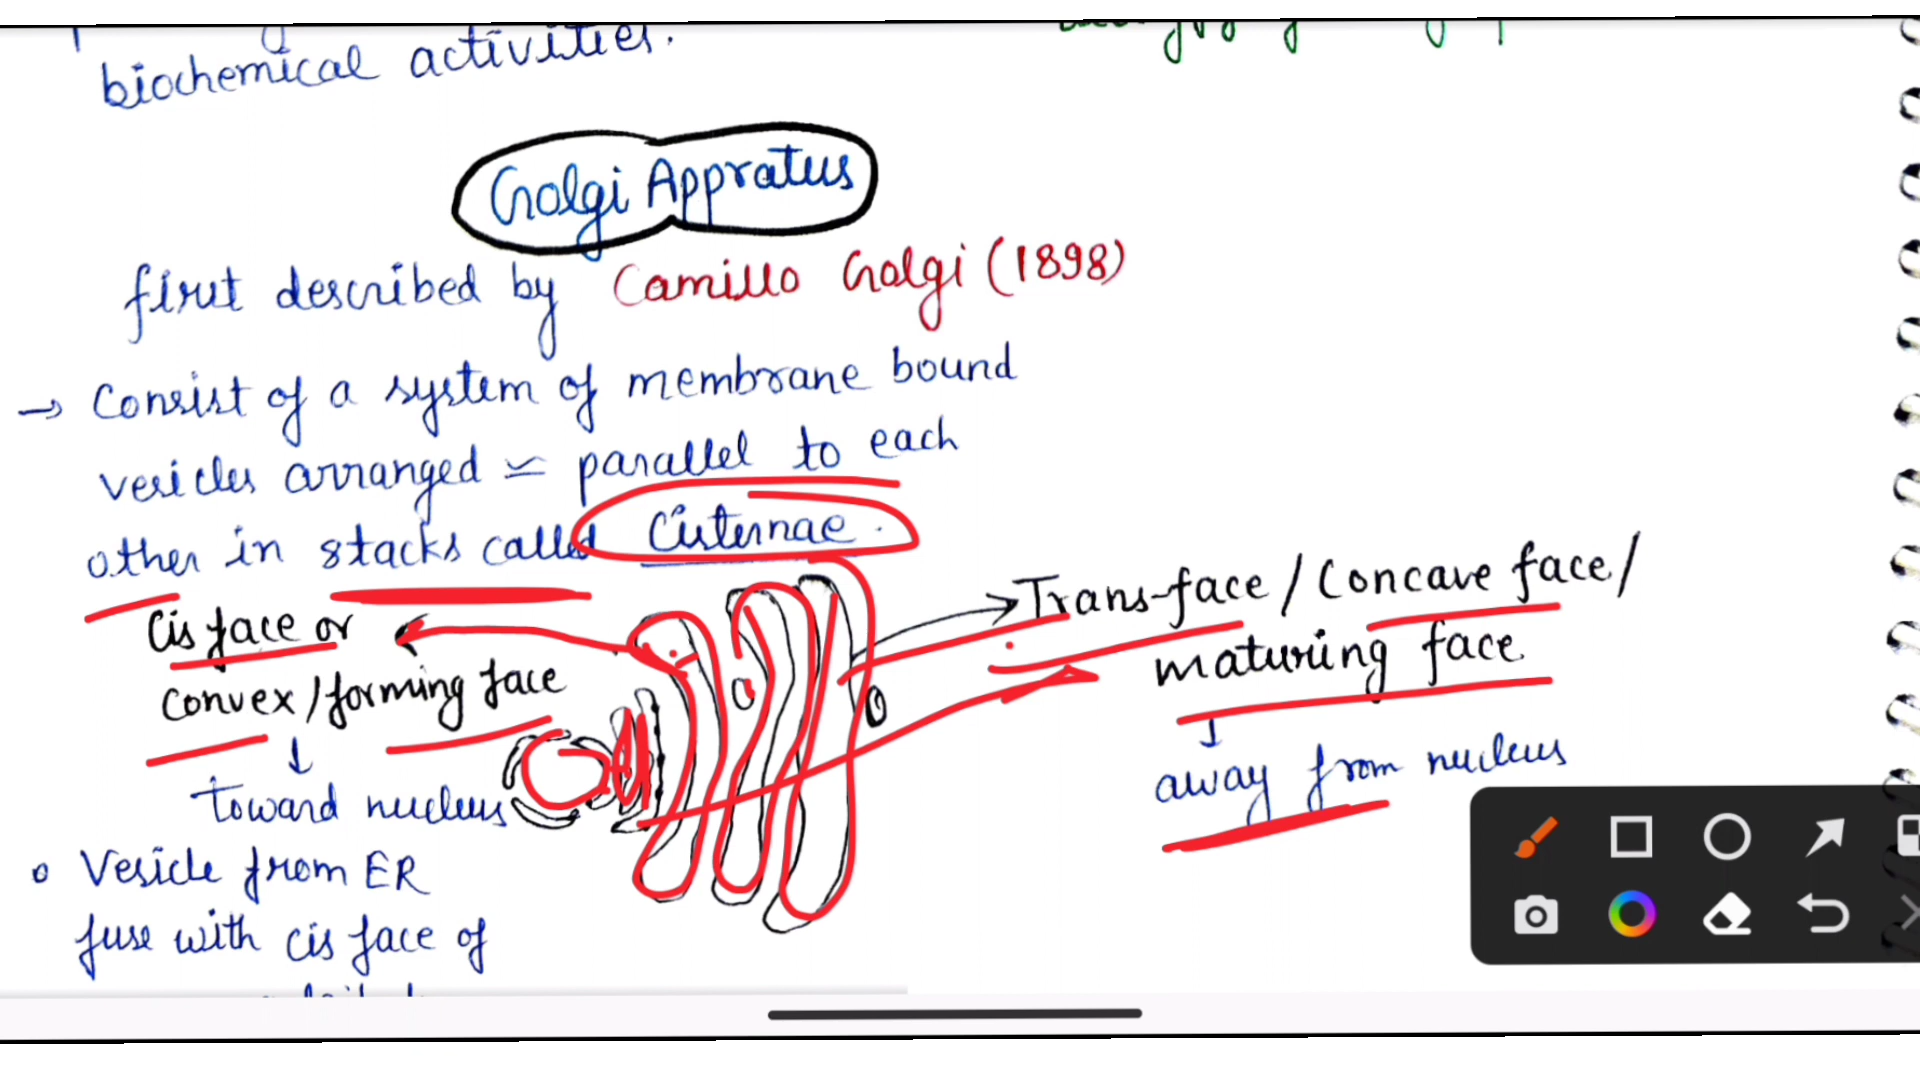 biochemical activities.
Golgi Appratus
first described by Camillo Golgi (1898)
→ Consist of a system of membrane bound
vesicles arranged parallel to each
other in stacks called Cisternae.
Cis face or
convex/forming face
↓
toward nucleus
→ Trans-face / Concave face /
maturing face
↓
away from nucleus
• Vesicle from ER
fuse with cis face of